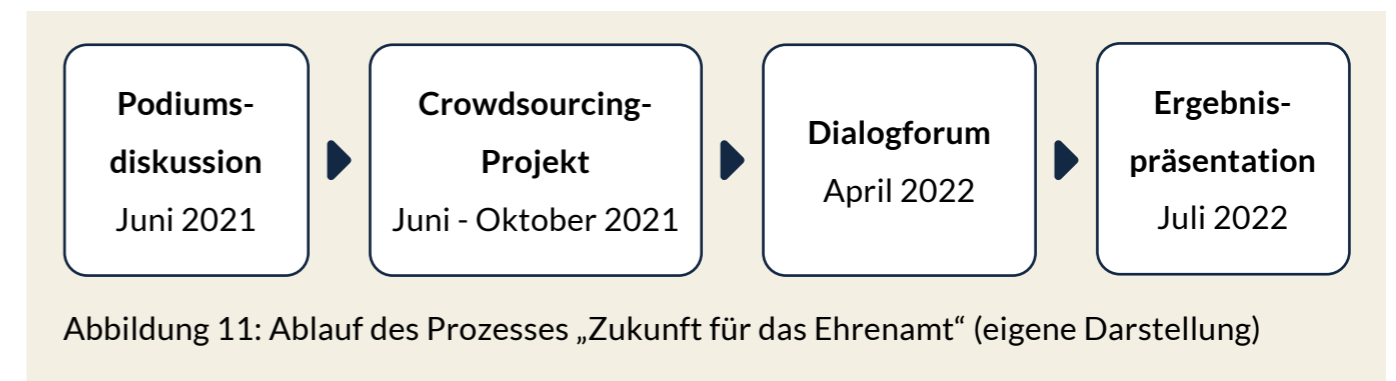 Podiums-
diskussion
Juni 2021
Crowdsourcing-
Projekt
Juni - Oktober 2021
Dialogforum
April 2022
Ergebnis-
präsentation
Juli 2022
Abbildung 11: Ablauf des Prozesses „Zukunft für das Ehrenamt“ (eigene Darstellung)